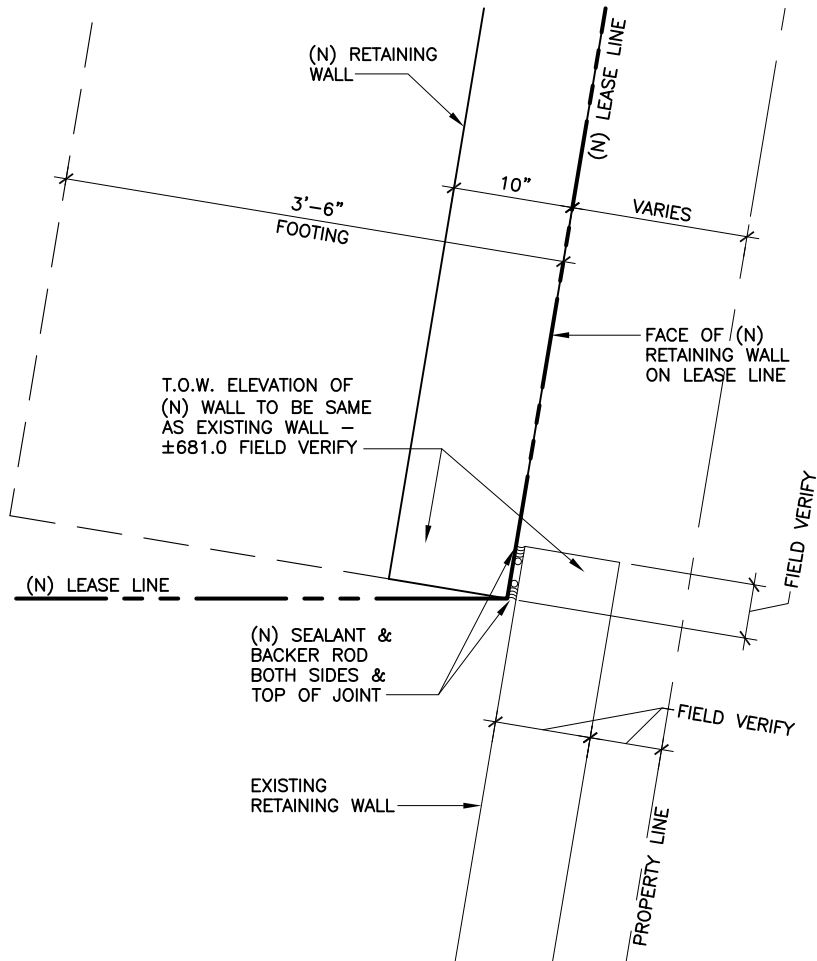 (N) RETAINING
WALL
(N) LEASE LINE
10"
3'-6"
FOOTING
VARIES
FACE OF (N)
RETAINING WALL
ON LEASE LINE
T.O.W. ELEVATION OF
(N) WALL TO BE SAME
AS EXISTING WALL –
±681.0 FIELD VERIFY
FIELD VERIFY
(N) LEASE LINE
(N) SEALANT &
BACKER ROD
BOTH SIDES &
TOP OF JOINT
FIELD VERIFY
EXISTING
RETAINING WALL
PROPERTY LINE